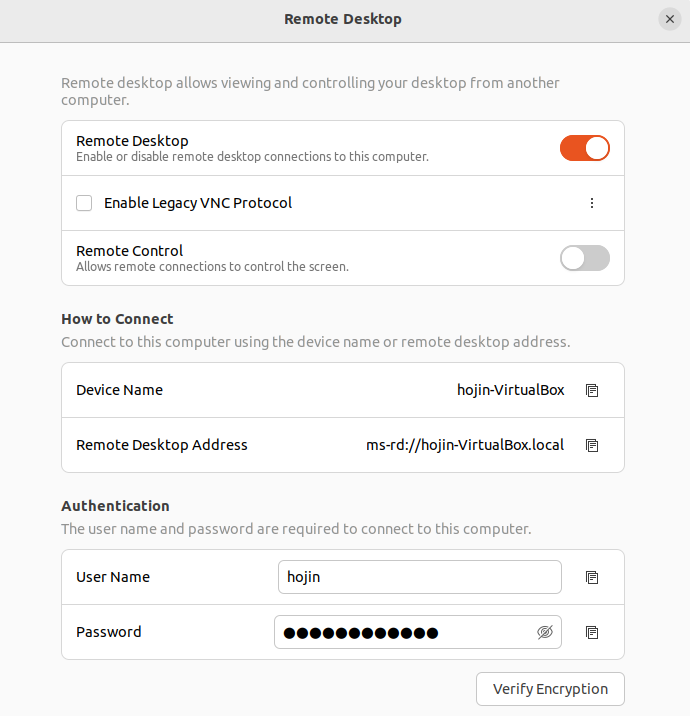 Remote Desktop
Remote desktop allows viewing and controlling your desktop from another
computer.
Remote Desktop
Enable or disable remote desktop connections to this computer.
Enable Legacy VNC Protocol
Remote Control
Allows remote connections to control the screen.
How to Connect
Connect to this computer using the device name or remote desktop address.
Device Name hojin-VirtualBox
Remote Desktop Address ms-rd://hojin-VirtualBox.local
Authentication
The user name and password are required to connect to this computer.
User Name hojin
Password ●●●●●●●●●●●●
Verify Encryption